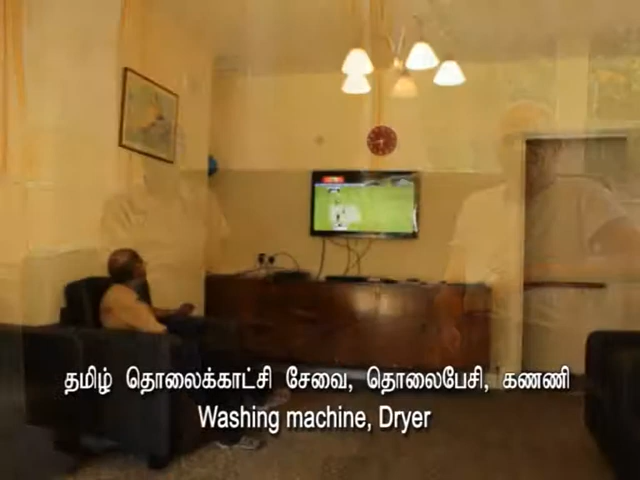 தமிழ் தொலைக்காட்சி சேவை, தொலைபேசி, கணணி
Washing machine, Dryer